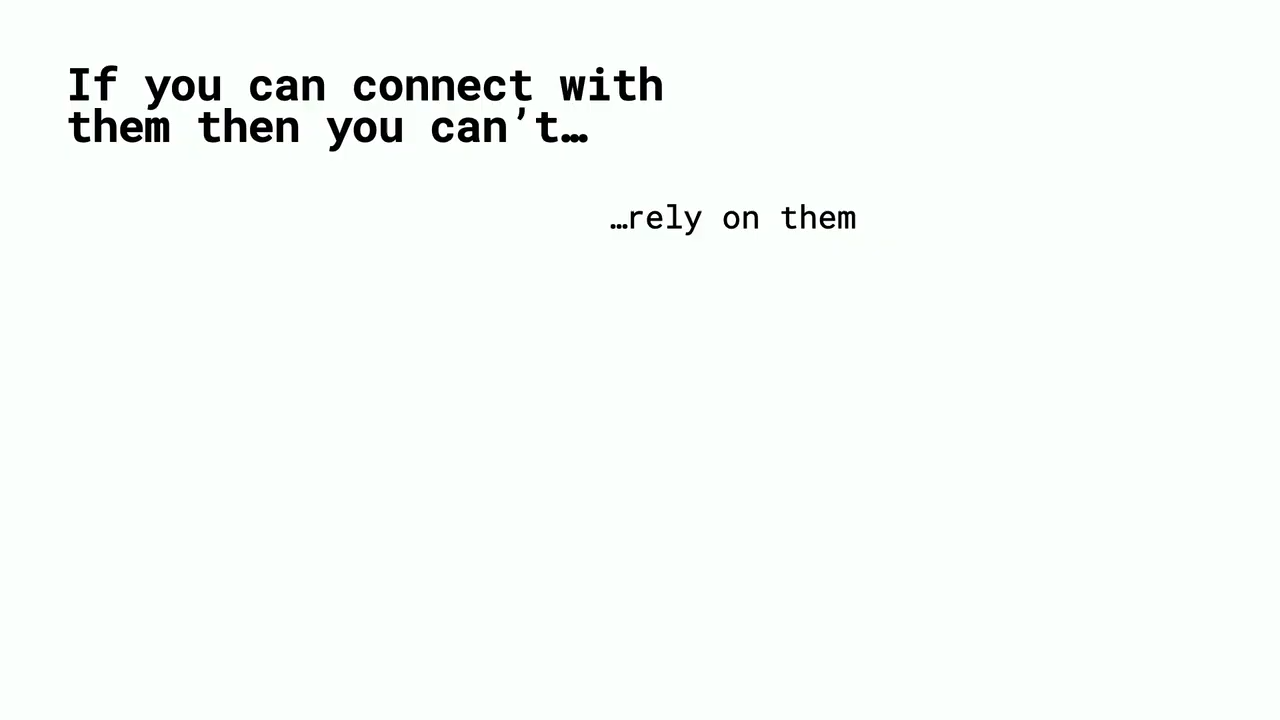 If you can connect with
them then you can’t…
…rely on them